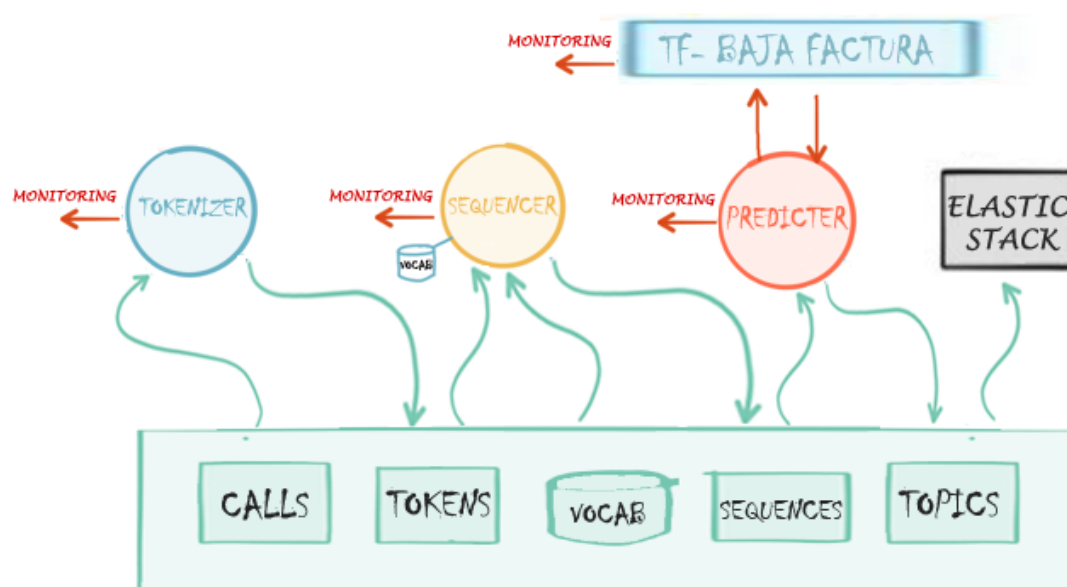 MONITORING
TF- BAJA FACTURA
MONITORING
TOKENIZER
MONITORING
SEQUENCER
VOCAB
MONITORING
PREDICTER
ELASTIC
STACK
CALLS
TOKENS
VOCAB
SEQUENCES
TOPICS